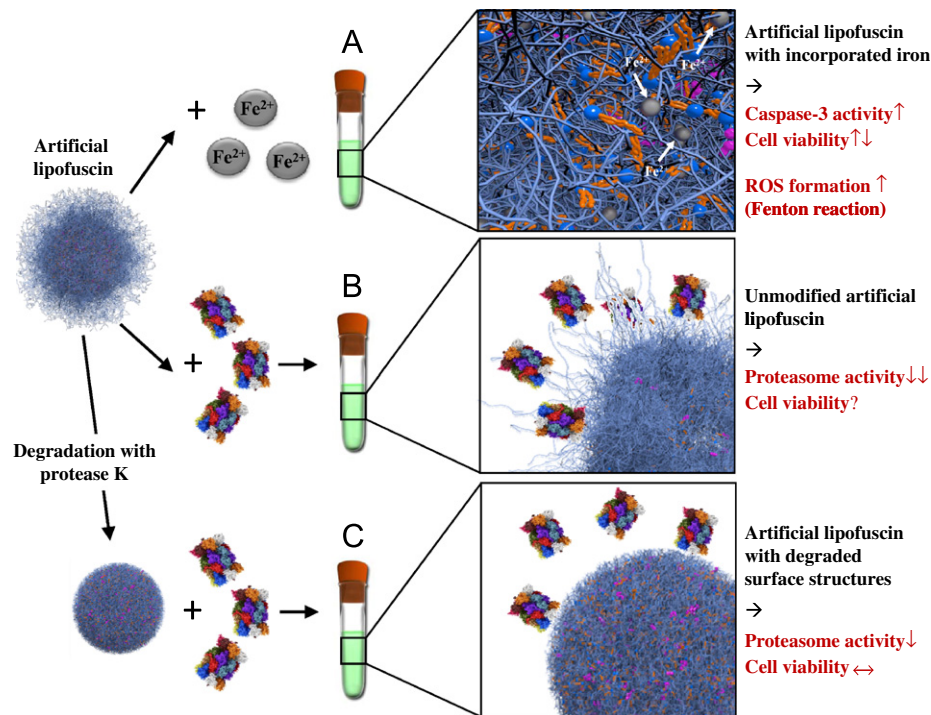 A
Artificial lipofuscin
with incorporated iron
→
Caspase-3 activity↑
Cell viability↑↓
ROS formation ↑
(Fenton reaction)
+
Fe2+
Fe2+
Fe2+
Fe2+
Fe2+
Fe2+
Artificial
lipofuscin
B
Unmodified artificial
lipofuscin
→
Proteasome activity↓↓
Cell viability?
+
Degradation with
protease K
C
Artificial lipofuscin
with degraded
surface structures
→
Proteasome activity↓
Cell viability ↔
+